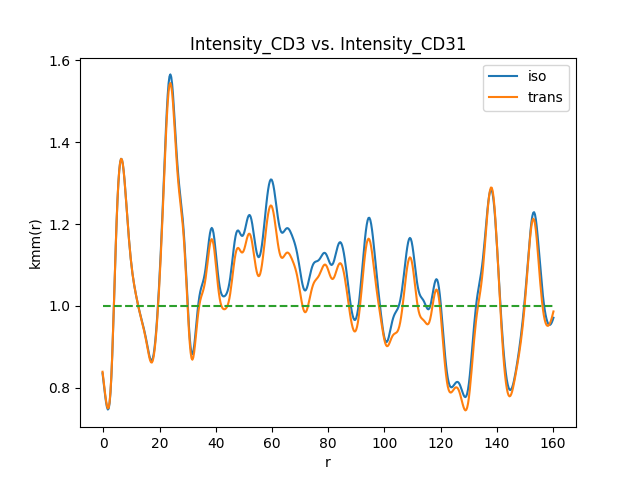 Intensity_CD3 vs. Intensity_CD31
iso
trans
kmm(r)
1.6
1.4
1.2
1.0
0.8
0 20 40 60 80 100 120 140 160
r